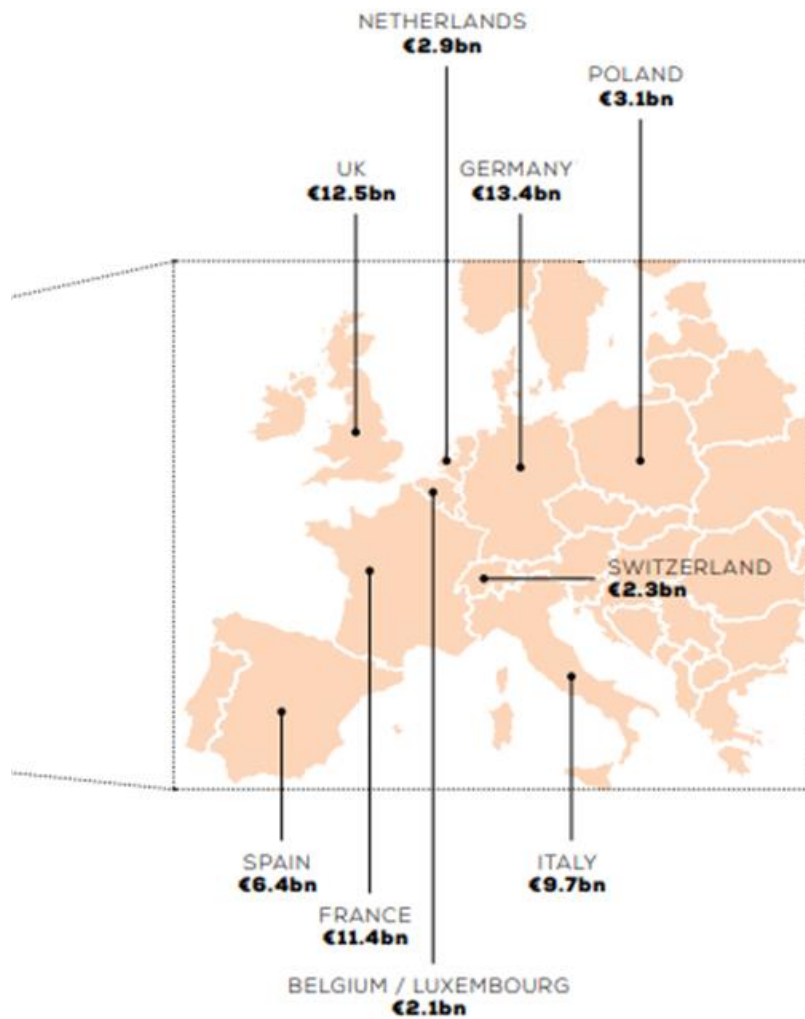 NETHERLANDS
€2.9bn
POLAND
€3.1bn
UK
€12.5bn
GERMANY
€13.4bn
SWITZERLAND
€2.3bn
SPAIN
€6.4bn
ITALY
€9.7bn
FRANCE
€11.4bn
BELGIUM / LUXEMBOURG
€2.1bn